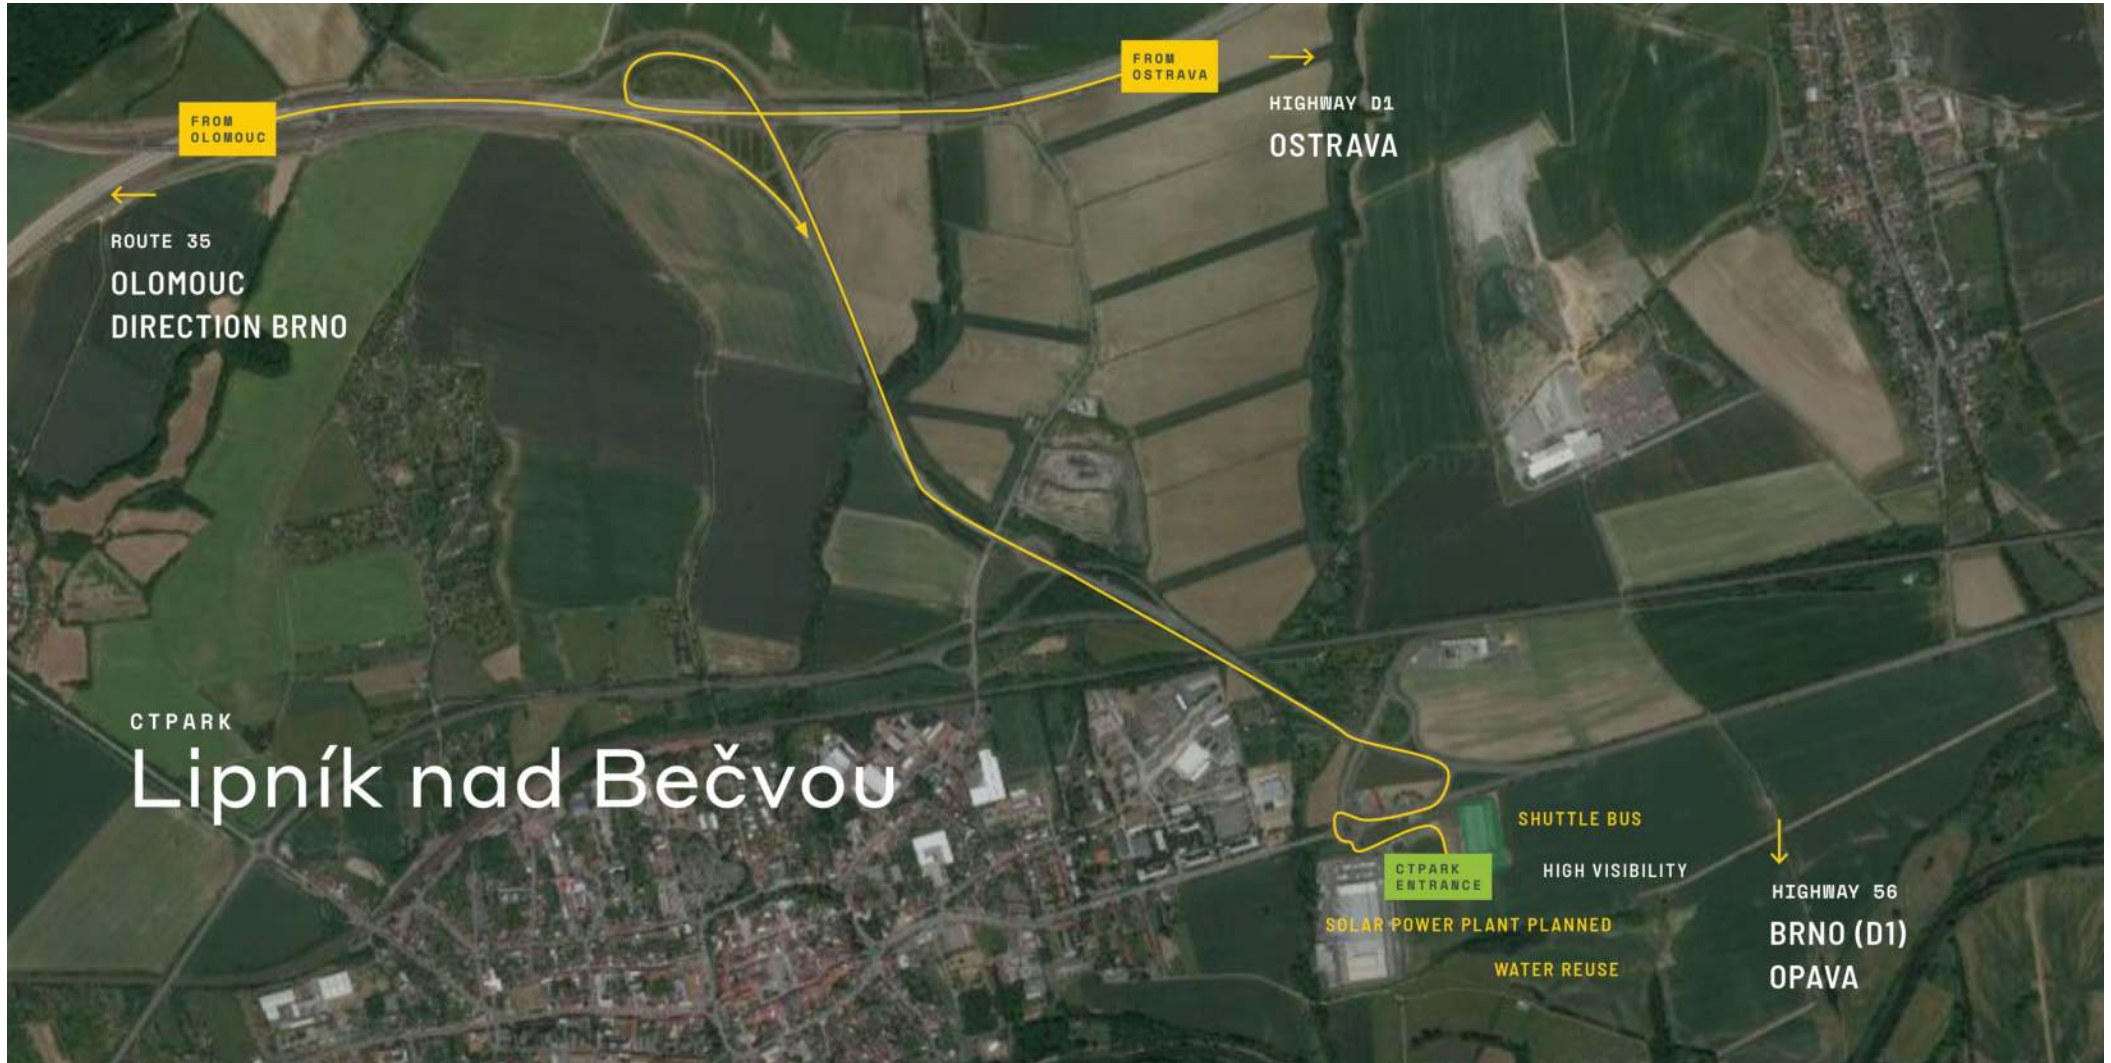 FROM
OSTRAVA
HIGHWAY D1
OSTRAVA
FROM
OLOMOUC
ROUTE 35
OLOMOUC
DIRECTION BRNO
CTPARK
Lipník nad Bečvou
SHUTTLE BUS
HIGH VISIBILITY
CTPARK
ENTRANCE
SOLAR POWER PLANT PLANNED
WATER REUSE
HIGHWAY 56
BRNO (D1)
OPAVA